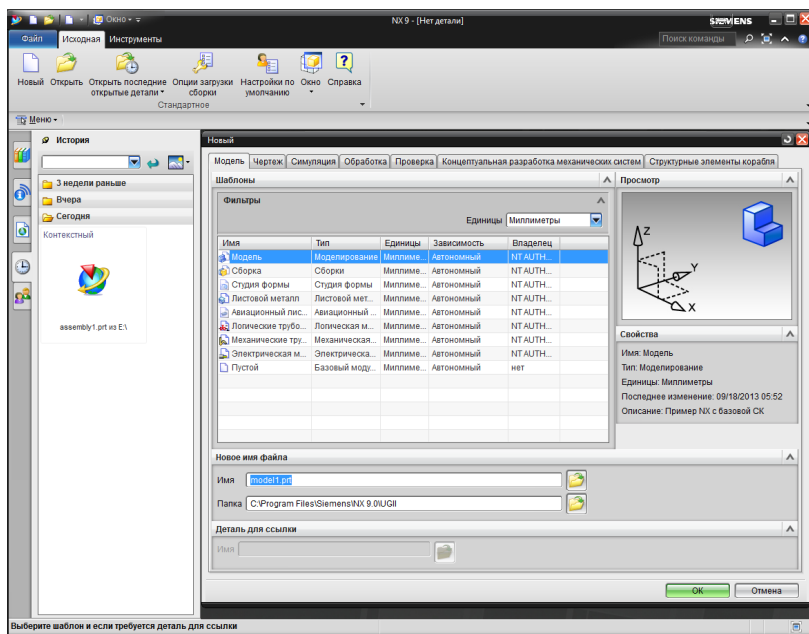 Окно
NX 9 - [Нет детали]
SIEMENS
Файл Исходная Инструменты
Поиск команды
Новый Открыть Открыть последние открытые детали Опции загрузки сборки Настройки по умолчанию Окно Справка
Стандартное
Меню
История
3 недели раньше
Вчера
Сегодня
Контекстный
assembly1.prt из E:\
Новый
Модель Чертеж Симуляция Обработка Проверка Концептуальная разработка механических систем Структурные элементы корабля
Шаблоны
Фильтры
Единицы Миллиметры
Имя Тип Единицы Зависимость Владелец
Модель Моделирование Миллиме... Автономный NT AUTH...
Сборка Сборки Миллиме... Автономный NT AUTH...
Студия формы Студия формы Миллиме... Автономный NT AUTH...
Листовой металл Листовой мет... Миллиме... Автономный NT AUTH...
Авиационный лис... Авиационный ... Миллиме... Автономный NT AUTH...
Логические трубо... Логическая м... Миллиме... Автономный NT AUTH...
Механические тру... Механическая... Миллиме... Автономный NT AUTH...
Электрическая м... Электрическа... Миллиме... Автономный NT AUTH...
Пустой Базовый моду... Миллиме... Автономный нет
Просмотр
Z
Y
X
Свойства
Имя: Модель
Тип: Моделирование
Единицы: Миллиметры
Последнее изменение: 09/18/2013 05:52
Описание: Пример NX с базовой СК
Новое имя файла
Имя model1.prt
Папка C:\Program Files\Siemens\NX 9.0\UGII
Деталь для ссылки
Имя
OK Отмена
Выберите шаблон и если требуется деталь для ссылки